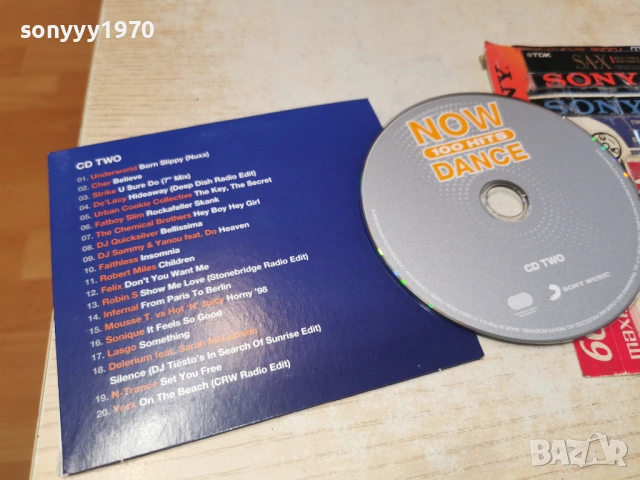 sonyyy1970
CD TWO
01. Underworld Born Slippy (Nuxx)
02. Cher Believe
03. Strike U Sure Do (7" Mix)
04. De'Lacy Hideaway (Deep Dish Radio Edit)
05. Urban Cookie Collective The Key, The Secret
06. Fatboy Slim Rockafeller Skank
07. The Chemical Brothers Hey Boy Hey Girl
08. DJ Quicksilver Bellissima
09. DJ Sammy & Yanou feat. Do Heaven
10. Faithless Insomnia
11. Robert Miles Children
12. Felix Don't You Want Me
13. Robin S Show Me Love (Stonebridge Radio Edit)
14. Infernal From Paris To Berlin
15. Mousse T. vs Hot 'N' Juicy Horny '98
16. Sonique It Feels So Good
17. Lasgo Something
18. Delerium feat. Sarah McLachlan
Silence (DJ Tiësto's In Search Of Sunrise Edit)
19. N-Trance Set You Free
20. York On The Beach (CRW Radio Edit)
NOW
100 HITS
DANCE
CD TWO
SONY MUSIC
TDK
SA-X
SONY
SONY
maxell
bazar